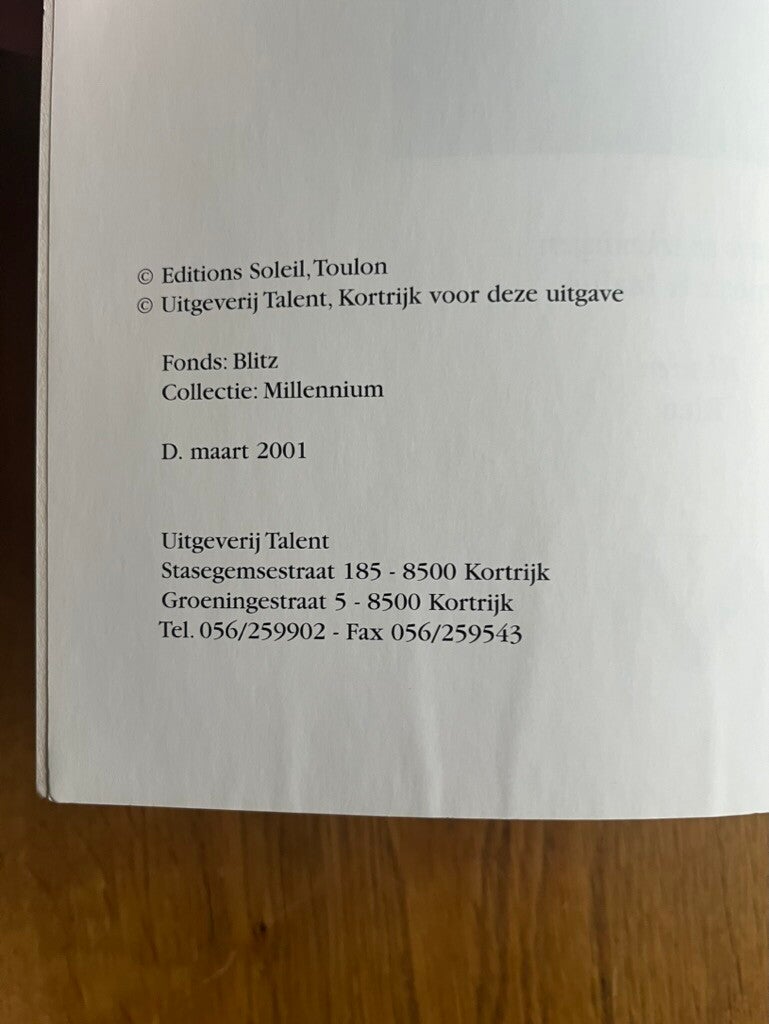 © Editions Soleil, Toulon
© Uitgeverij Talent, Kortrijk voor deze uitgave
Fonds: Blitz
Collectie: Millennium
D. maart 2001
Uitgeverij Talent
Stasegemsestraat 185 - 8500 Kortrijk
Groeningestraat 5 - 8500 Kortrijk
Tel. 056/259902 - Fax 056/259543